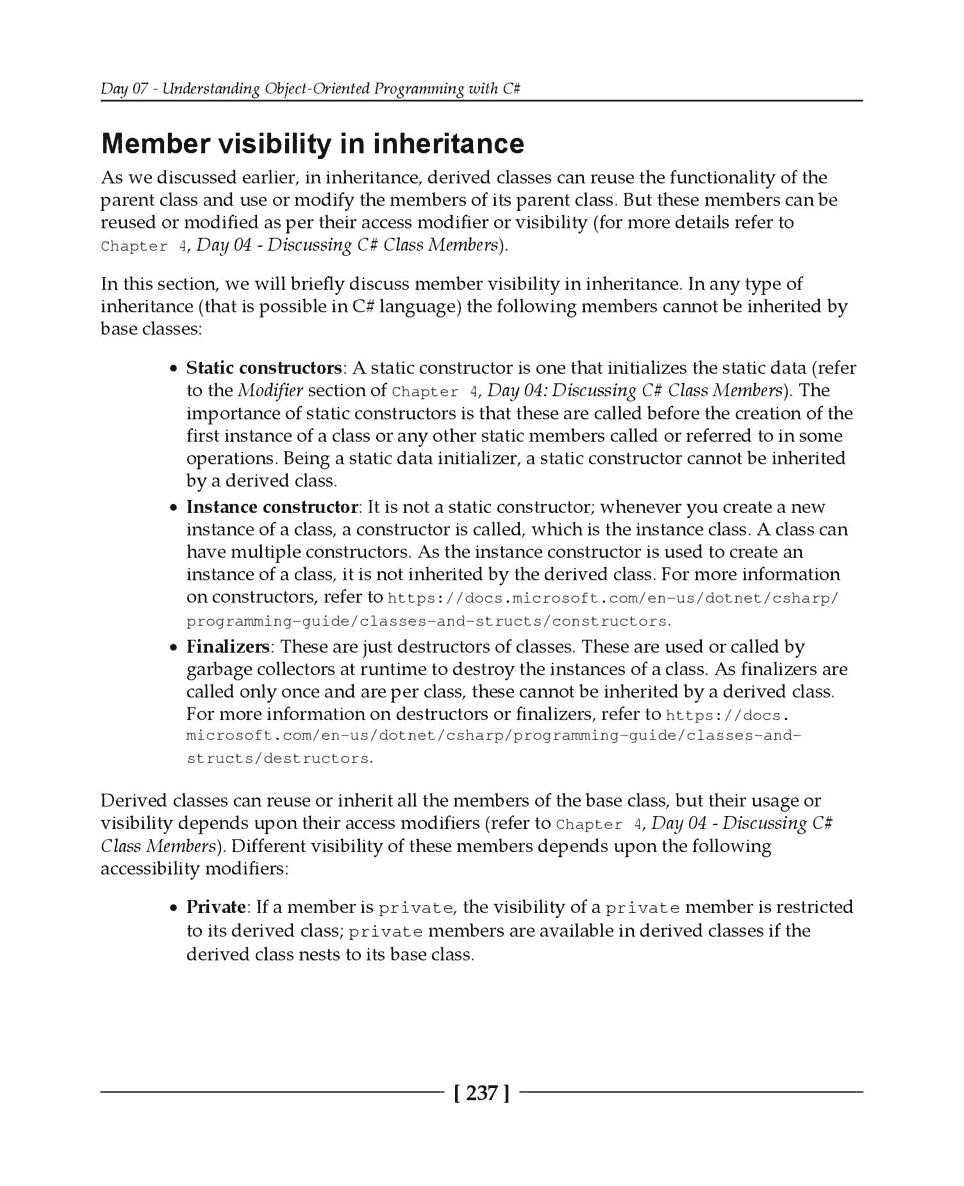 Day 07 - Understanding Object-Oriented Programming with C#
Member visibility in inheritance
As we discussed earlier, in inheritance, derived classes can reuse the functionality of the
parent class and use or modify the members of its parent class. But these members can be
reused or modified as per their access modifier or visibility (for more details refer to
Chapter 4, Day 04 - Discussing C# Class Members).
In this section, we will briefly discuss member visibility in inheritance. In any type of
inheritance (that is possible in C# language) the following members cannot be inherited by
base classes:
• Static constructors: A static constructor is one that initializes the static data (refer
to the Modifier section of Chapter 4, Day 04: Discussing C# Class Members). The
importance of static constructors is that these are called before the creation of the
first instance of a class or any other static members called or referred to in some
operations. Being a static data initializer, a static constructor cannot be inherited
by a derived class.
• Instance constructor: It is not a static constructor; whenever you create a new
instance of a class, a constructor is called, which is the instance class. A class can
have multiple constructors. As the instance constructor is used to create an
instance of a class, it is not inherited by the derived class. For more information
on constructors, refer to https://docs.microsoft.com/en-us/dotnet/csharp/
programming-guide/classes-and-structs/constructors.
• Finalizers: These are just destructors of classes. These are used or called by
garbage collectors at runtime to destroy the instances of a class. As finalizers are
called only once and are per class, these cannot be inherited by a derived class.
For more information on destructors or finalizers, refer to https://docs.
microsoft.com/en-us/dotnet/csharp/programming-guide/classes-and-
structs/destructors.
Derived classes can reuse or inherit all the members of the base class, but their usage or
visibility depends upon their access modifiers (refer to Chapter 4, Day 04 - Discussing C#
Class Members). Different visibility of these members depends upon the following
accessibility modifiers:
• Private: If a member is private, the visibility of a private member is restricted
to its derived class; private members are available in derived classes if the
derived class nests to its base class.
[ 237 ]